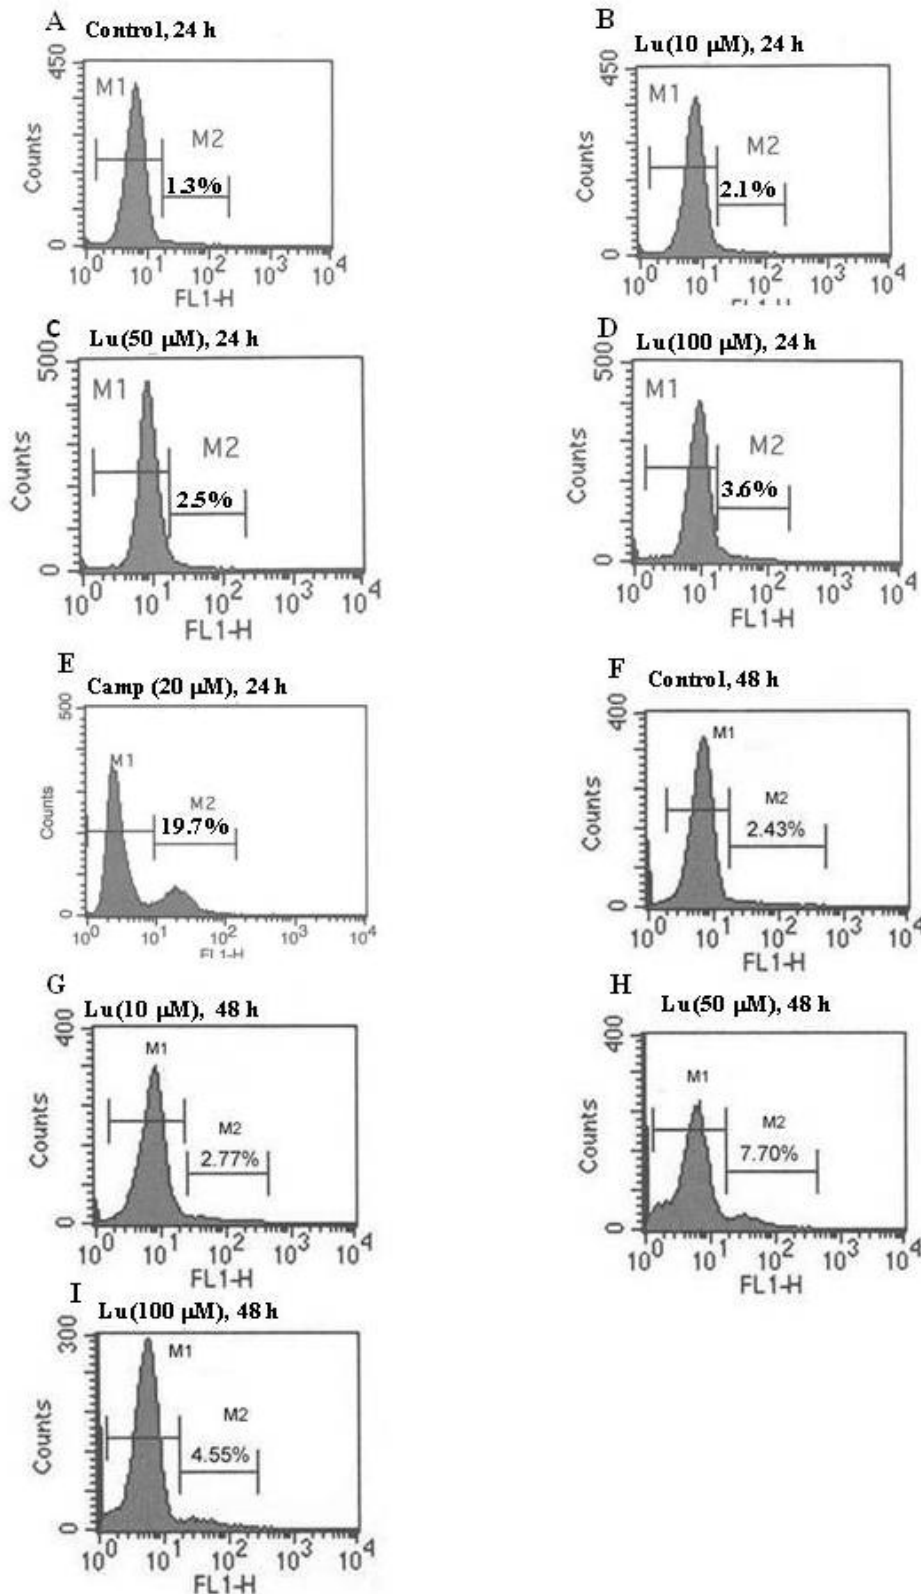 A
Control, 24 h
450
M1
M2
1.3%
Counts
0
10^0 10^1 10^2 10^3 10^4
FL1-H
B
Lu(10 μM), 24 h
450
M1
M2
2.1%
Counts
0
10^0 10^1 10^2 10^3 10^4
FL1-H
C
Lu(50 μM), 24 h
500
M1
M2
2.5%
Counts
0
10^0 10^1 10^2 10^3 10^4
FL1-H
D
Lu(100 μM), 24 h
500
M1
M2
3.6%
Counts
0
10^0 10^1 10^2 10^3 10^4
FL1-H
E
Camp (20 μM), 24 h
500
M1
M2
19.7%
Counts
0
10^0 10^1 10^2 10^3 10^4
FL1-H
F
Control, 48 h
400
M1
M2
2.43%
Counts
0
10^0 10^1 10^2 10^3 10^4
FL1-H
G
Lu(10 μM), 48 h
400
M1
M2
2.77%
Counts
0
10^0 10^1 10^2 10^3 10^4
FL1-H
H
Lu(50 μM), 48 h
400
M1
M2
7.70%
Counts
0
10^0 10^1 10^2 10^3 10^4
FL1-H
I
Lu(100 μM), 48 h
300
M1
M2
4.55%
Counts
0
10^0 10^1 10^2 10^3 10^4
FL1-H